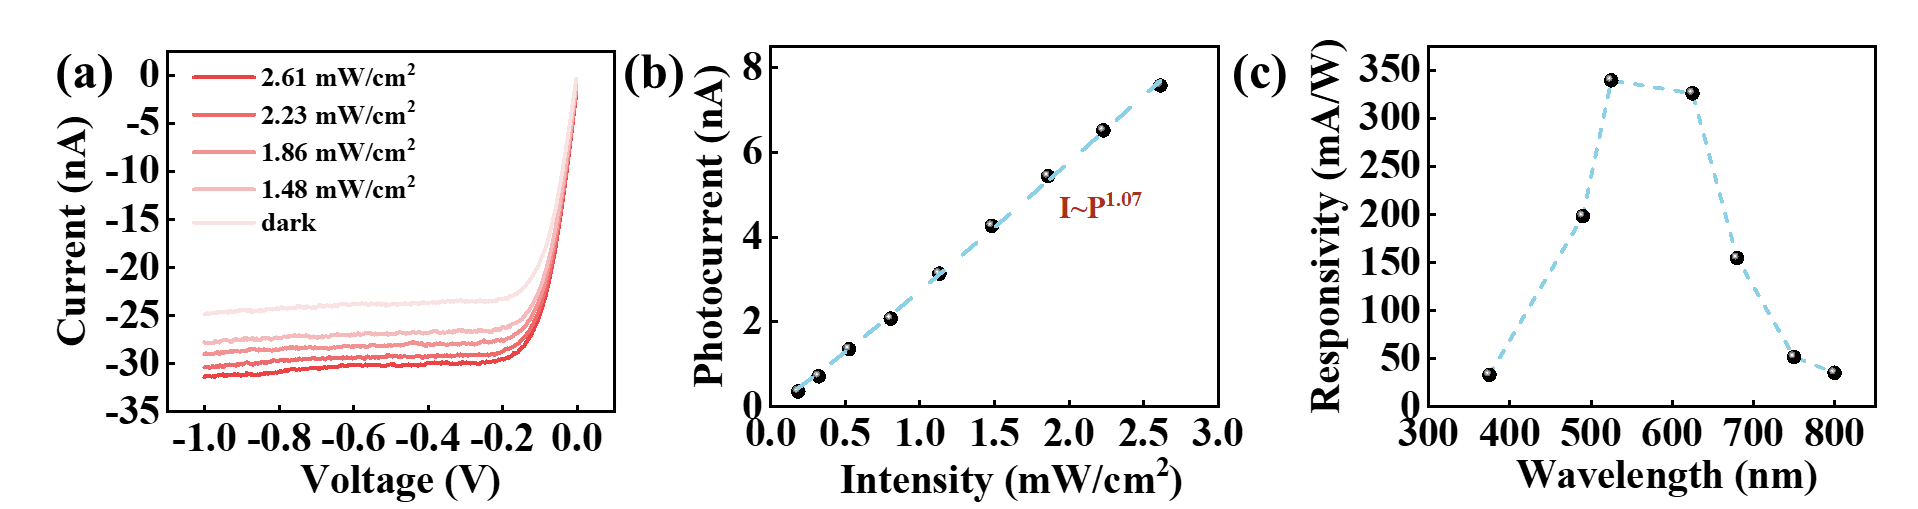 (a)
0
-5
-10
-15
-20
-25
-30
-35
Current (nA)
2.61 mW/cm²
2.23 mW/cm²
1.86 mW/cm²
1.48 mW/cm²
dark
-1.0 -0.8 -0.6 -0.4 -0.2 0.0
Voltage (V)
(b)
8
6
4
2
0
Photocurrent (nA)
I~P¹·⁰⁷
0.0 0.5 1.0 1.5 2.0 2.5 3.0
Intensity (mW/cm²)
(c)
350
300
250
200
150
100
50
0
Responsivity (mA/W)
300 400 500 600 700 800
Wavelength (nm)